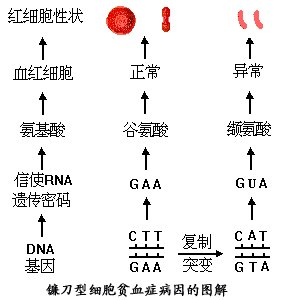 红细胞性状
血红细胞 正常 异常
氨基酸 谷氨酸 缬氨酸
信使RNA
遗传密码 GAA GUA
DNA
基因
CTT
GAA
复制
突变
CAT
GTA
镰刀型细胞贫血症病因的图解